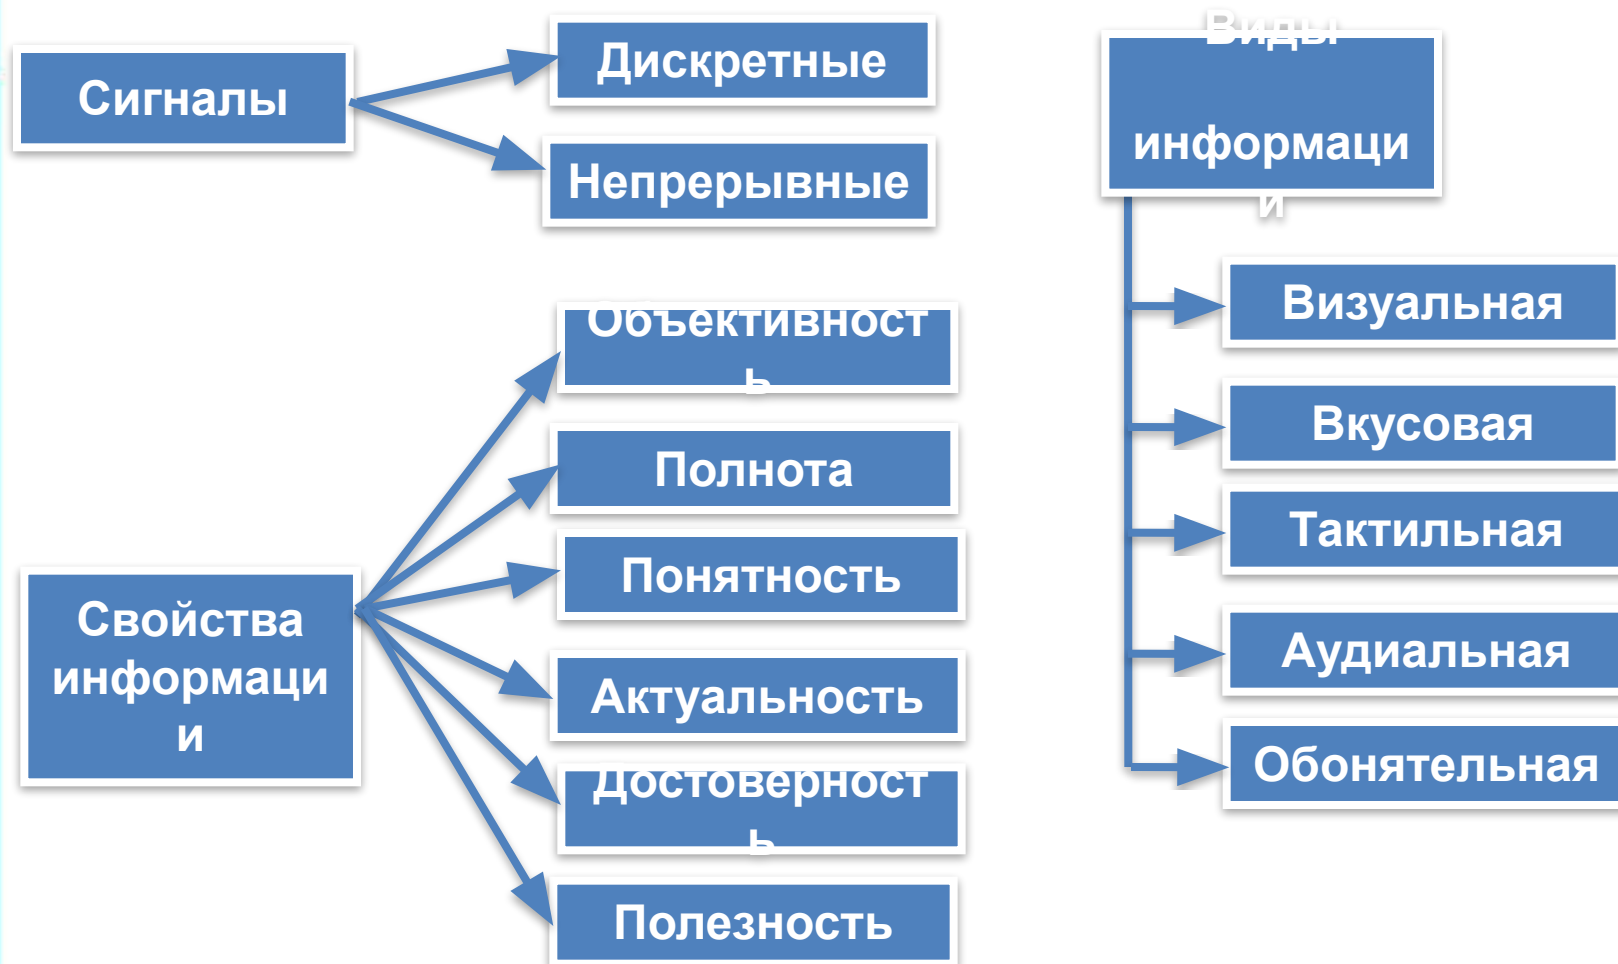 Сигналы
Дискретные
Непрерывные
Свойства
информаци
и
Объективност
ь
Полнота
Понятность
Актуальность
Достоверност
ь
Полезность
Виды
информаци
и
Визуальная
Вкусовая
Тактильная
Аудиальная
Обонятельная